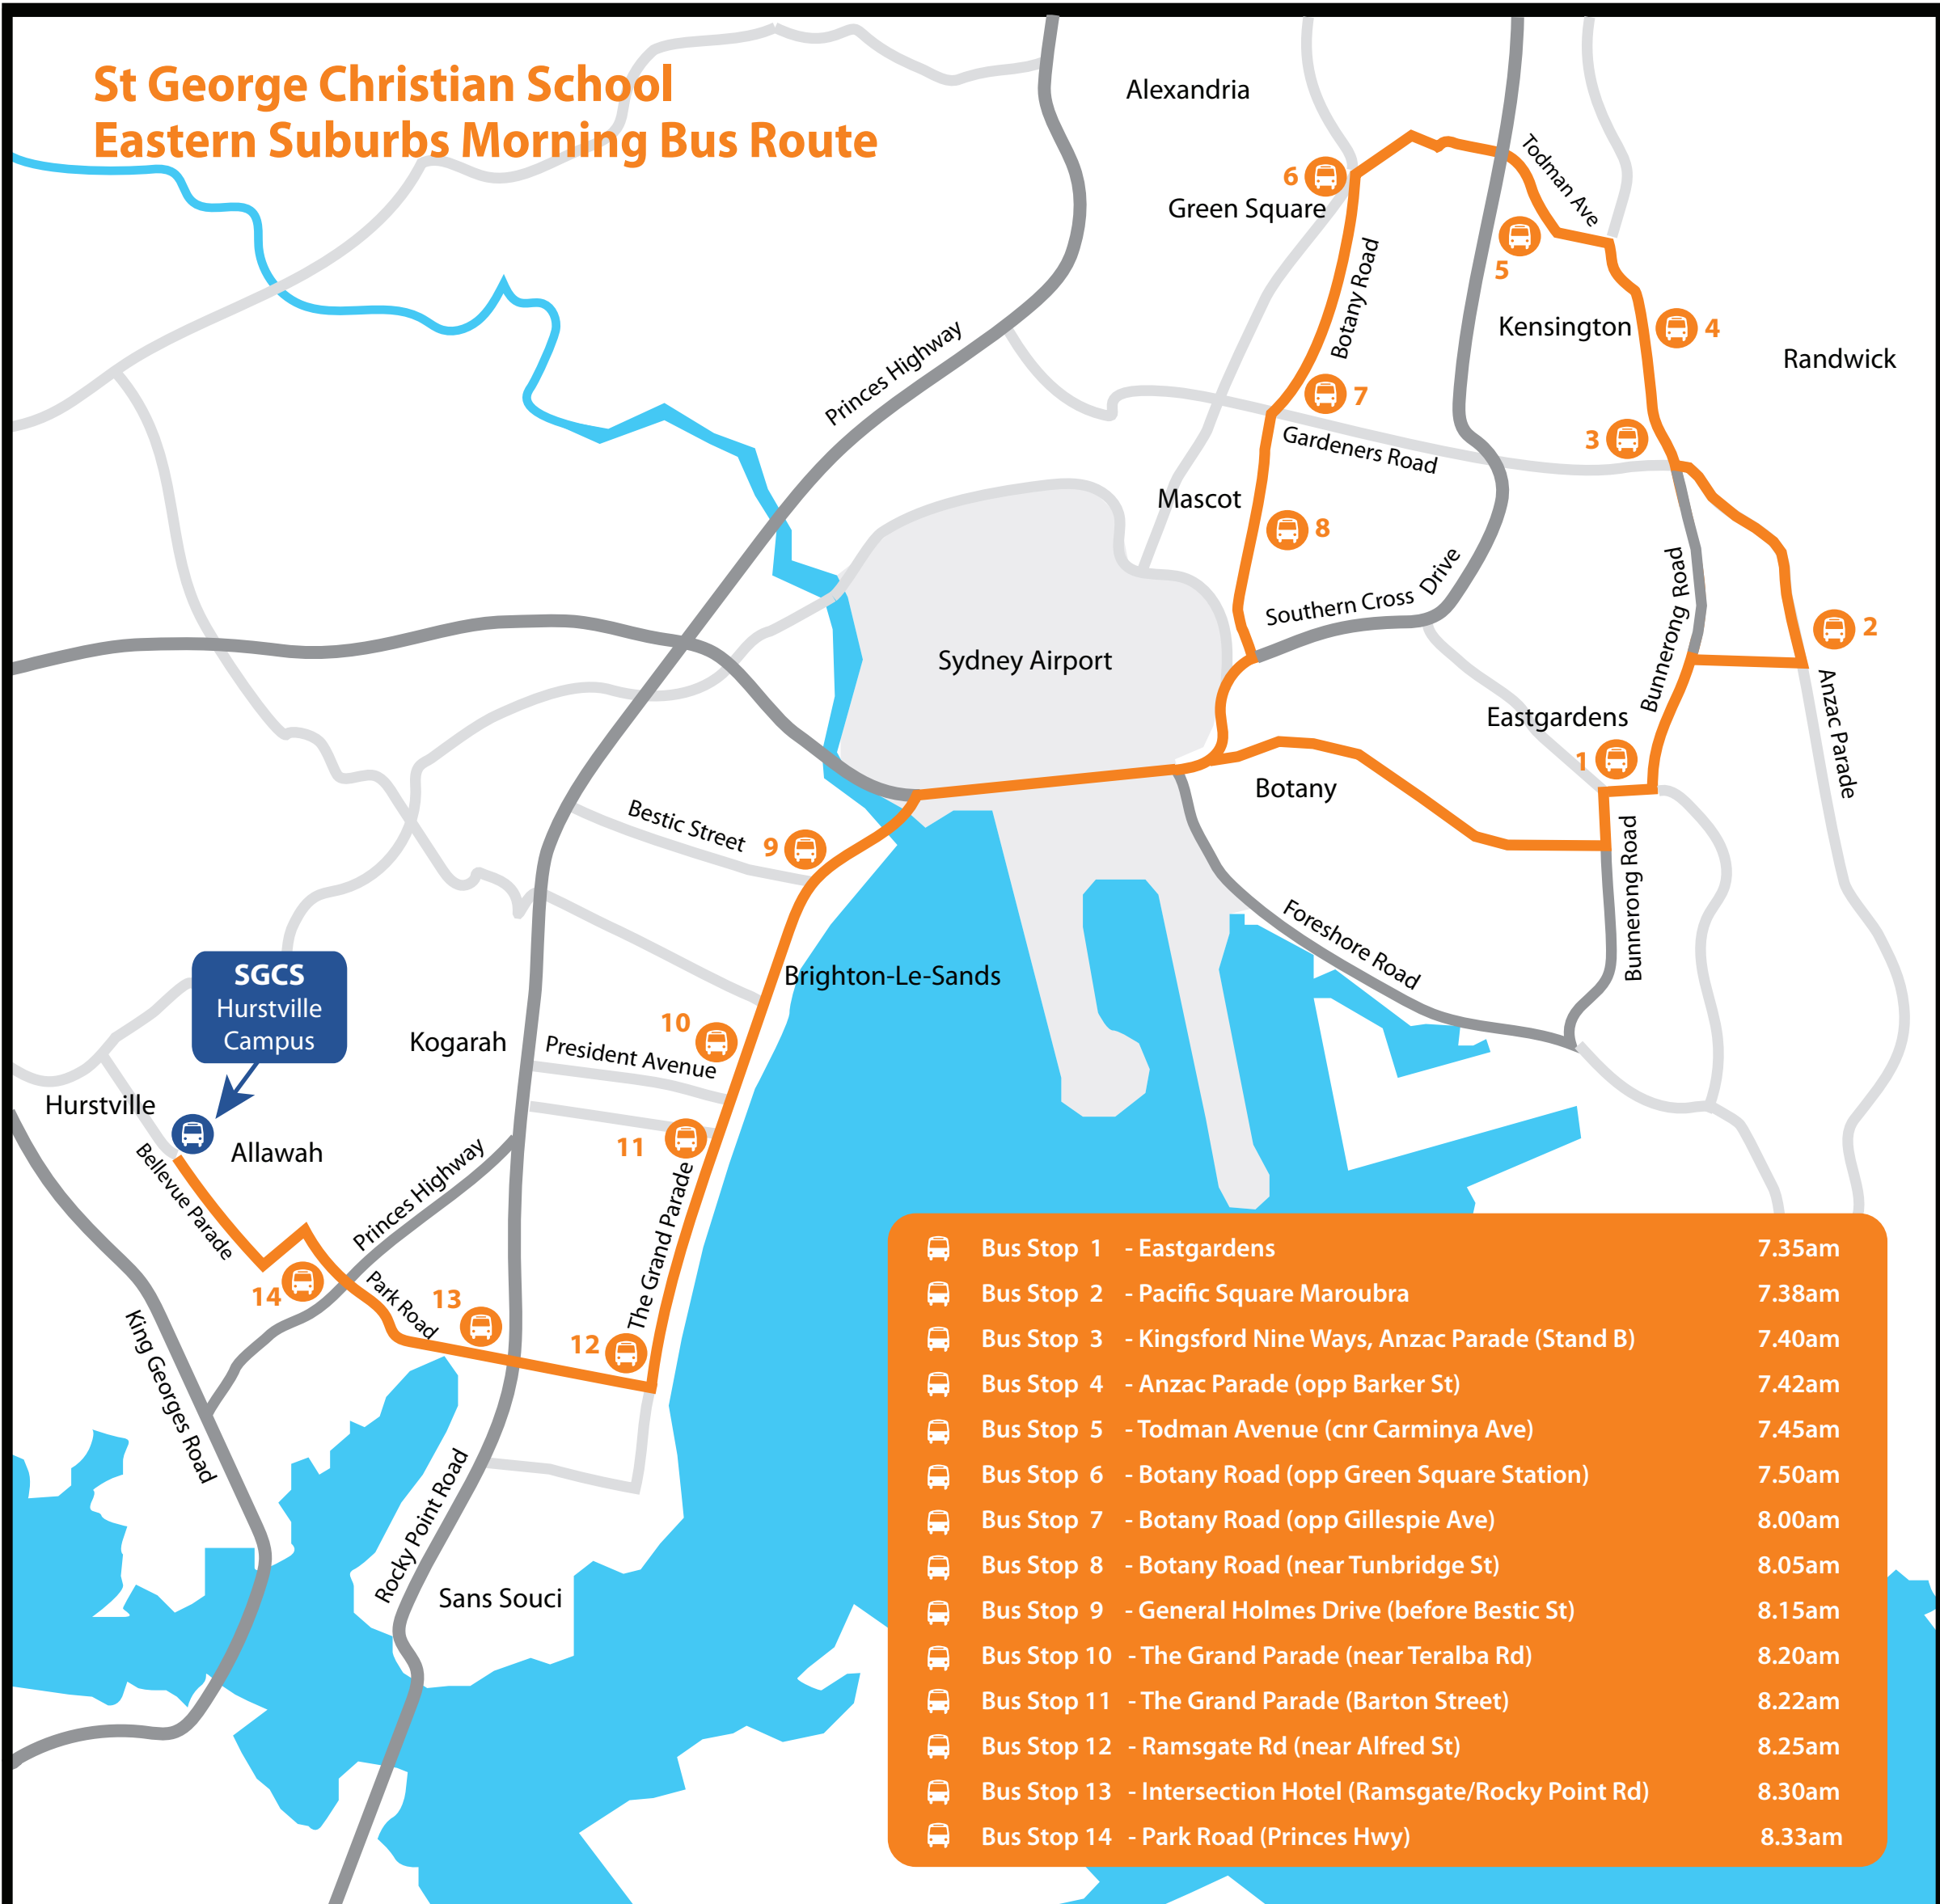 St George Christian School
Eastern Suburbs Morning Bus Route
Alexandria
Todman Ave
6
Green Square
5
Botany Road
Kensington
4
Randwick
Princes Highway
7
3
Gardeners Road
Mascot
8
Southern Cross Drive
Bunnerong Road
2
Sydney Airport
Anzac Parade
Eastgardens
1
Botany
Bestic Street
9
Bunnerong Road
Foreshore Road
Brighton-Le-Sands
SGCS
Hurstville
Campus
10
Kogarah
President Avenue
Hurstville
11
Allawah
Bellevue Parade
Princes Highway
The Grand Parade
14
Park Road
13
12
King Georges Road
Rocky Point Road
Sans Souci
Bus Stop 1 - Eastgardens 7.35am
Bus Stop 2 - Pacific Square Maroubra 7.38am
Bus Stop 3 - Kingsford Nine Ways, Anzac Parade (Stand B) 7.40am
Bus Stop 4 - Anzac Parade (opp Barker St) 7.42am
Bus Stop 5 - Todman Avenue (cnr Carminya Ave) 7.45am
Bus Stop 6 - Botany Road (opp Green Square Station) 7.50am
Bus Stop 7 - Botany Road (opp Gillespie Ave) 8.00am
Bus Stop 8 - Botany Road (near Tunbridge St) 8.05am
Bus Stop 9 - General Holmes Drive (before Bestic St) 8.15am
Bus Stop 10 - The Grand Parade (near Teralba Rd) 8.20am
Bus Stop 11 - The Grand Parade (Barton Street) 8.22am
Bus Stop 12 - Ramsgate Rd (near Alfred St) 8.25am
Bus Stop 13 - Intersection Hotel (Ramsgate/Rocky Point Rd) 8.30am
Bus Stop 14 - Park Road (Princes Hwy) 8.33am